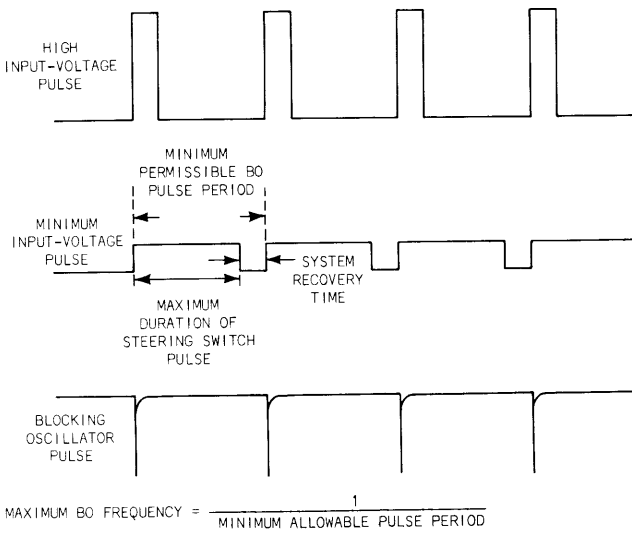 HIGH
INPUT-VOLTAGE
PULSE
MINIMUM
PERMISSIBLE BO
PULSE PERIOD
MINIMUM
INPUT-VOLTAGE
PULSE
SYSTEM
RECOVERY
TIME
MAXIMUM
DURATION OF
STEERING SWITCH
PULSE
BLOCKING
OSCILLATOR
PULSE
MAXIMUM BO FREQUENCY = 1
MINIMUM ALLOWABLE PULSE PERIOD